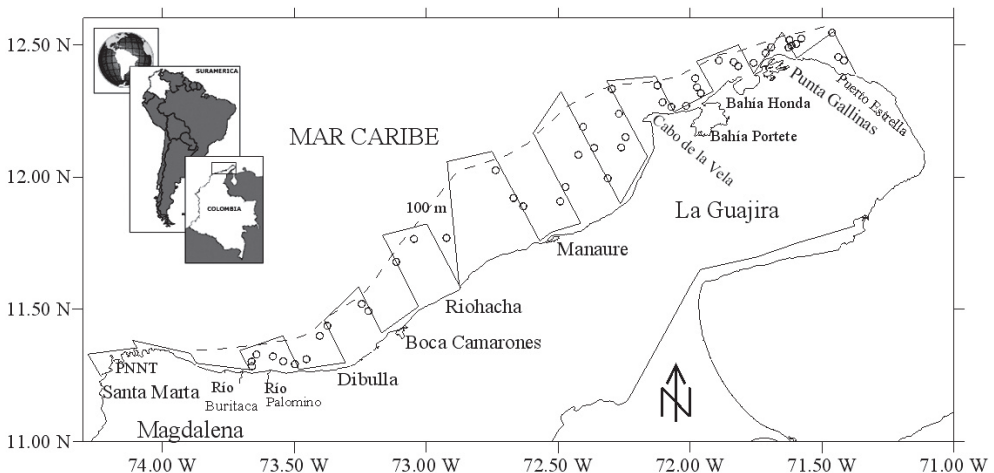 12.50 N
12.00 N
11.50 N
11.00 N
SURAMERICA
COLOMBIA
MAR CARIBE
100 m
Punta Gallinas
Puerto Estrella
Bahía Honda
Bahía Portete
Cabo de la Vela
La Guajira
Manaure
Riohacha
Boca Camarones
Dibulla
PNNT
Santa Marta
Río
Buritaca
Río
Palomino
Magdalena
N
74.00 W
73.50 W
73.00 W
72.50 W
72.00 W
71.50 W
71.00 W